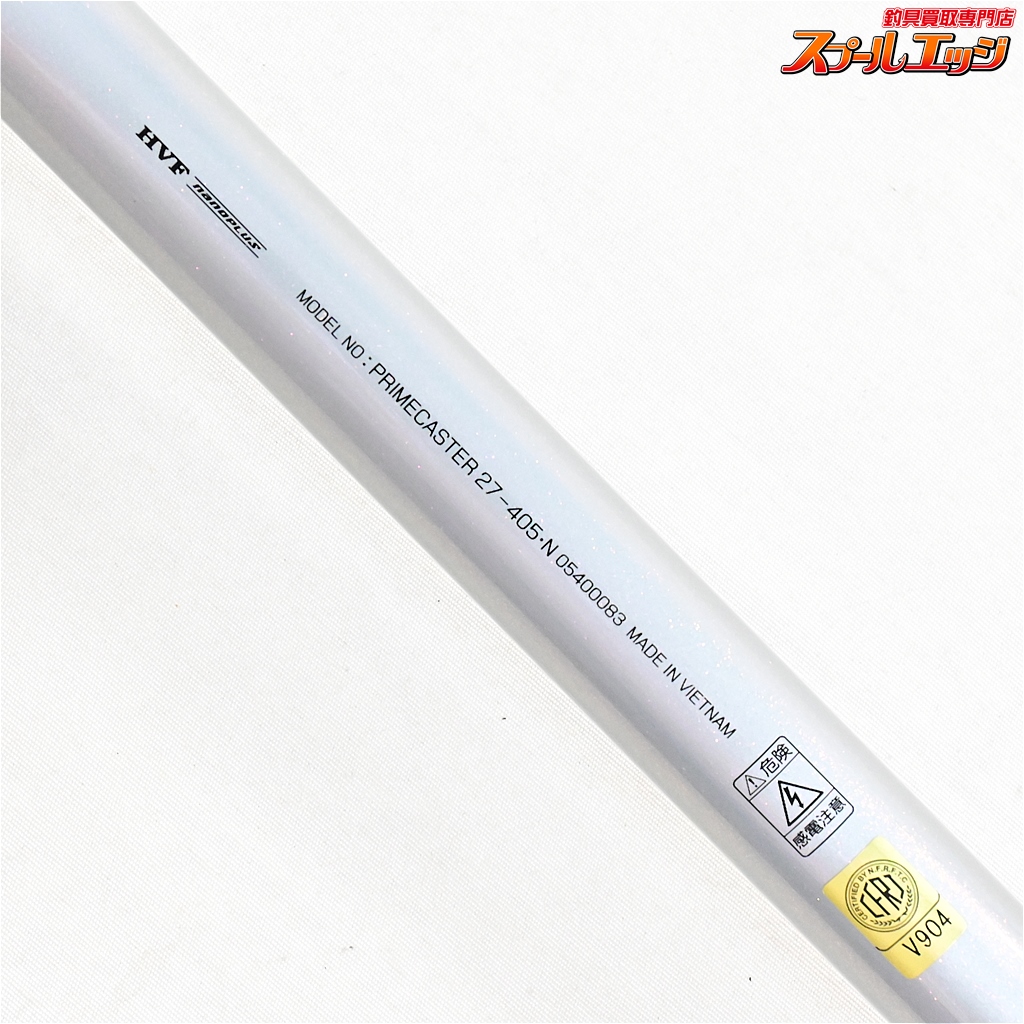 釣具買取専門店
スプールエッジ
HVF nanoPLUS
MODEL NO : PRIMECASTER 27-405·N 05400083 MADE IN VIETNAM
⚠危険
感電注意
CERTIFIED BY N.F.R.F.T.C
CFRJ
V904